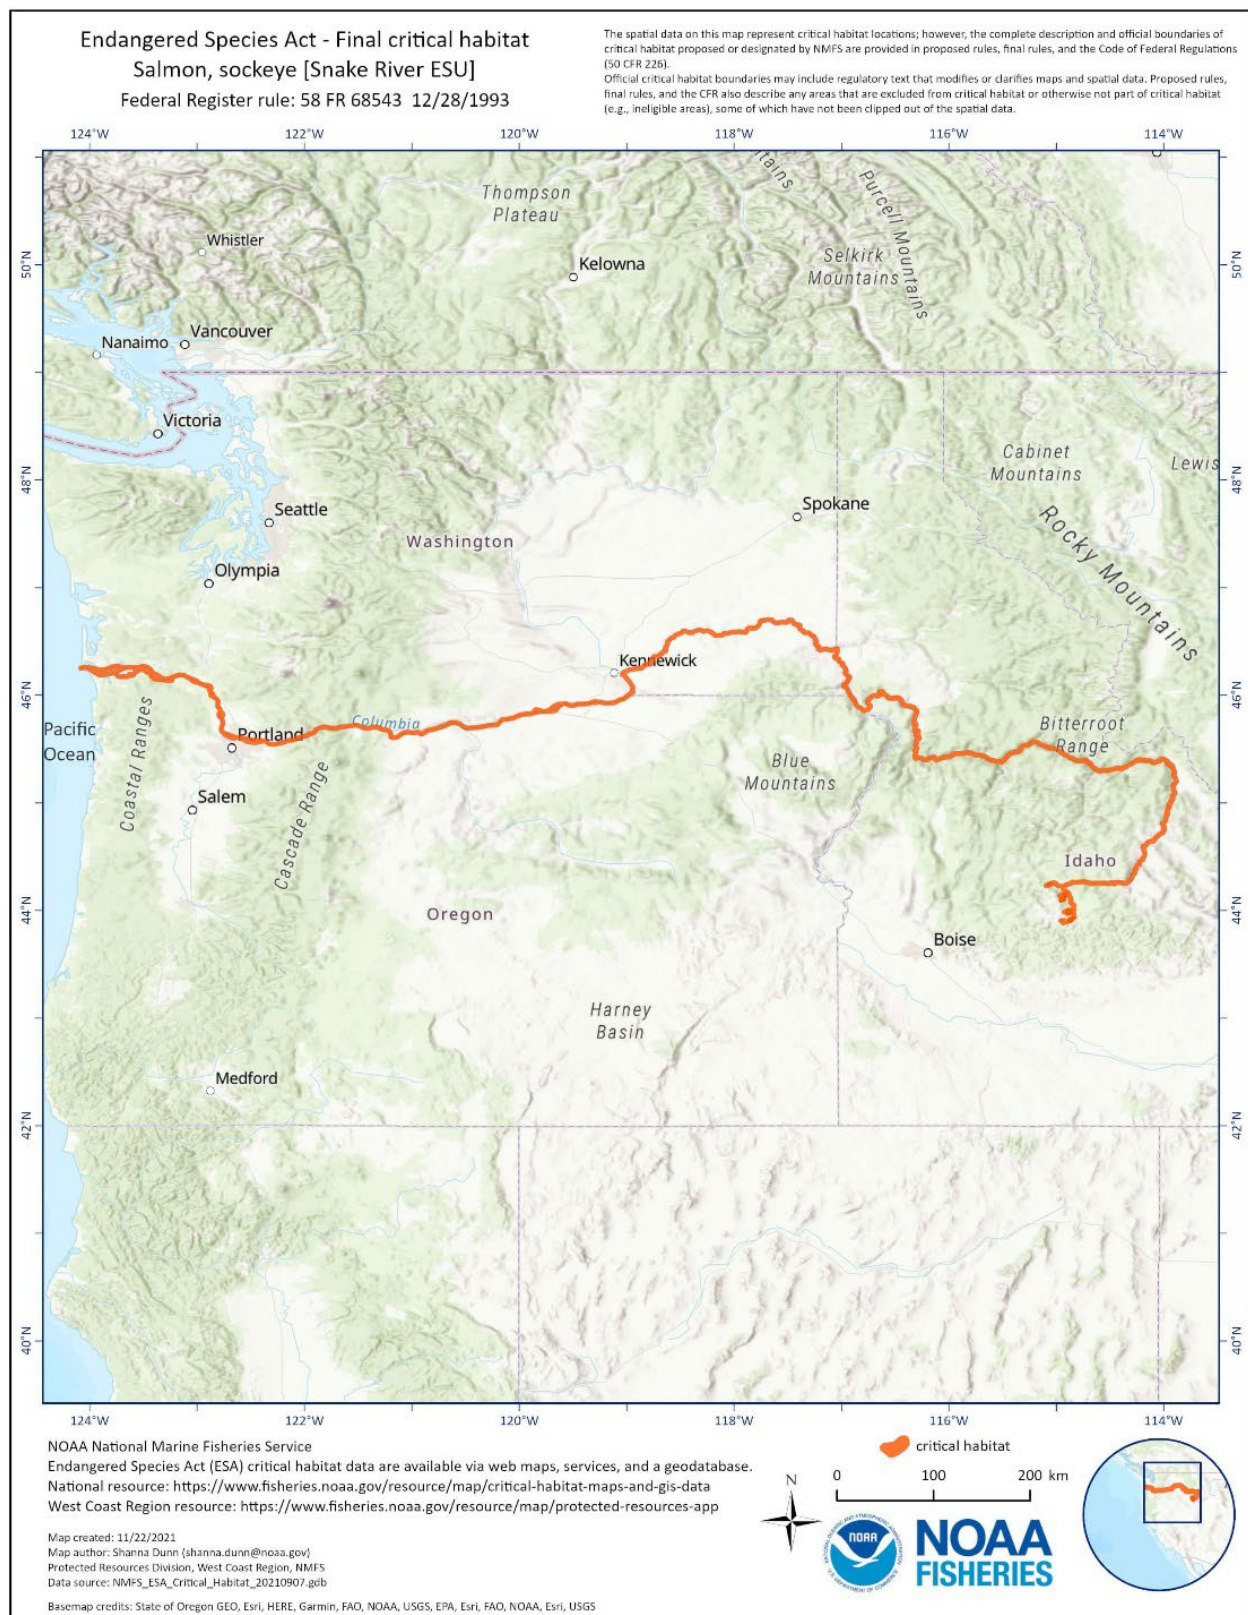 Endangered Species Act - Final critical habitat
Salmon, sockeye [Snake River ESU]
Federal Register rule: 58 FR 68543 12/28/1993
The spatial data on this map represent critical habitat locations; however, the complete description and official boundaries of
critical habitat proposed or designated by NMFS are provided in proposed rules, final rules, and the Code of Federal Regulations
(50 CFR 226).
Official critical habitat boundaries may include regulatory text that modifies or clarifies maps and spatial data. Proposed rules,
final rules, and the CFR also describe any areas that are excluded from critical habitat or otherwise not part of critical habitat
(e.g., ineligible areas), some of which have not been clipped out of the spatial data.
124°W 122°W 120°W 118°W 116°W 114°W
ntains
Purcell Mountains
Thompson
Plateau
Whistler
Selkirk
Mountains
50°N
50°N
Kelowna
Vancouver
Nanaimo
Victoria
Cabinet
Mountains
Lewis
48°N
48°N
Seattle
Spokane
Washington
Rocky Mountains
Olympia
Kennewick
46°N
46°N
Columbia
Pacific
Ocean
Portland
Coastal Ranges
Bitterroot
Range
Blue
Mountains
Salem
Cascade Range
Idaho
Oregon
44°N
44°N
Boise
Harney
Basin
Medford
42°N
42°N
40°N
40°N
124°W 122°W 120°W 118°W 116°W 114°W
NOAA National Marine Fisheries Service
Endangered Species Act (ESA) critical habitat data are available via web maps, services, and a geodatabase.
National resource: https://www.fisheries.noaa.gov/resource/map/critical-habitat-maps-and-gis-data
West Coast Region resource: https://www.fisheries.noaa.gov/resource/map/protected-resources-app
Map created: 11/22/2021
Map author: Shanna Dunn (shanna.dunn@noaa.gov)
Protected Resources Division, West Coast Region, NMFS
Data source: NMFS_ESA_Critical_Habitat_20210907.gdb
Basemap credits: State of Oregon GEO, Esri, HERE, Garmin, FAO, NOAA, USGS, EPA, Esri, FAO, NOAA, Esri, USGS
critical habitat
N
0 100 200 km
NATIONAL OCEANIC AND ATMOSPHERIC ADMINISTRATION
NOAA
U.S. DEPARTMENT OF COMMERCE
NOAA
FISHERIES